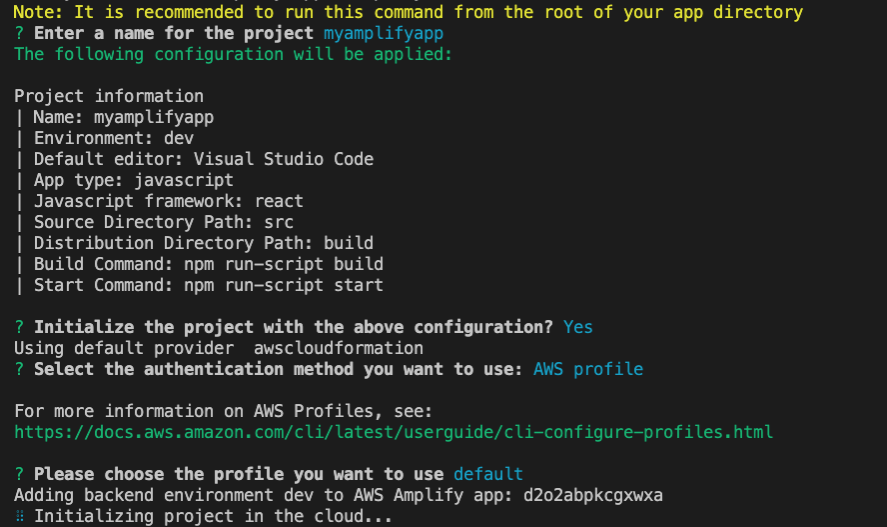 Note: It is recommended to run this command from the root of your app directory
? Enter a name for the project myamplifyapp
The following configuration will be applied:
Project information
| Name: myamplifyapp
| Environment: dev
| Default editor: Visual Studio Code
| App type: javascript
| Javascript framework: react
| Source Directory Path: src
| Distribution Directory Path: build
| Build Command: npm run-script build
| Start Command: npm run-script start
? Initialize the project with the above configuration? Yes
Using default provider  awscloudformation
? Select the authentication method you want to use: AWS profile
For more information on AWS Profiles, see:
https://docs.aws.amazon.com/cli/latest/userguide/cli-configure-profiles.html
? Please choose the profile you want to use default
Adding backend environment dev to AWS Amplify app: d2o2abpkcgxwxa
⠿ Initializing project in the cloud...